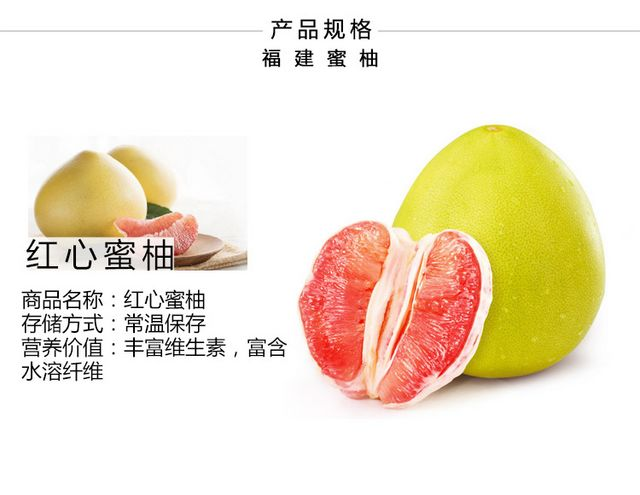 产品规格
福建蜜柚
红心蜜柚
商品名称：红心蜜柚
存储方式：常温保存
营养价值：丰富维生素，富含
水溶纤维